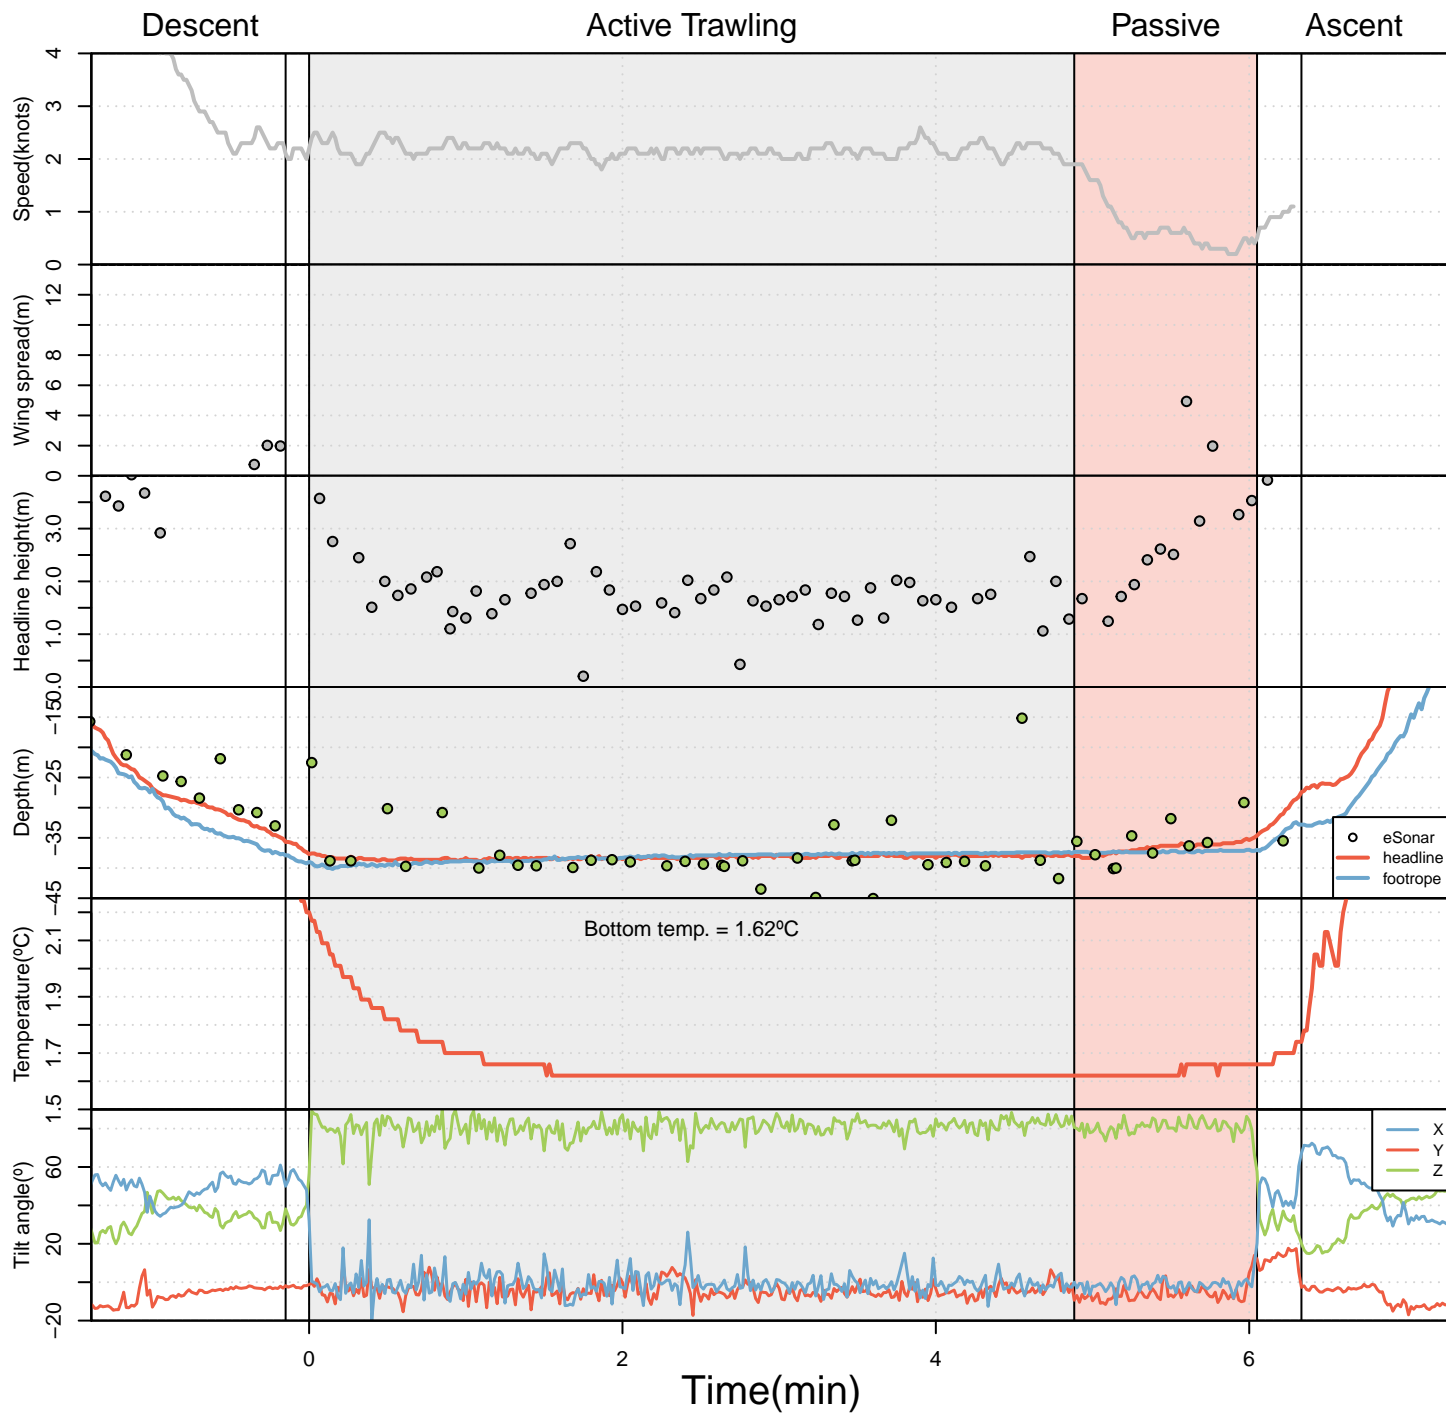 Descent Active Trawling Passive Ascent
Speed(knots)
4
3
2
1
0
Wing spread(m)
12
8
6
4
2
0
Headline height(m)
3.0
2.0
1.0
0.0
Depth(m)
−15
−25
−35
−45
eSonar
headline
footrope
Temperature(ºC)
2.1
1.9
1.7
1.5
Bottom temp. = 1.62ºC
Tilt angle(º)
60
20
−20
X
Y
Z
0 2 4 6
Time(min)